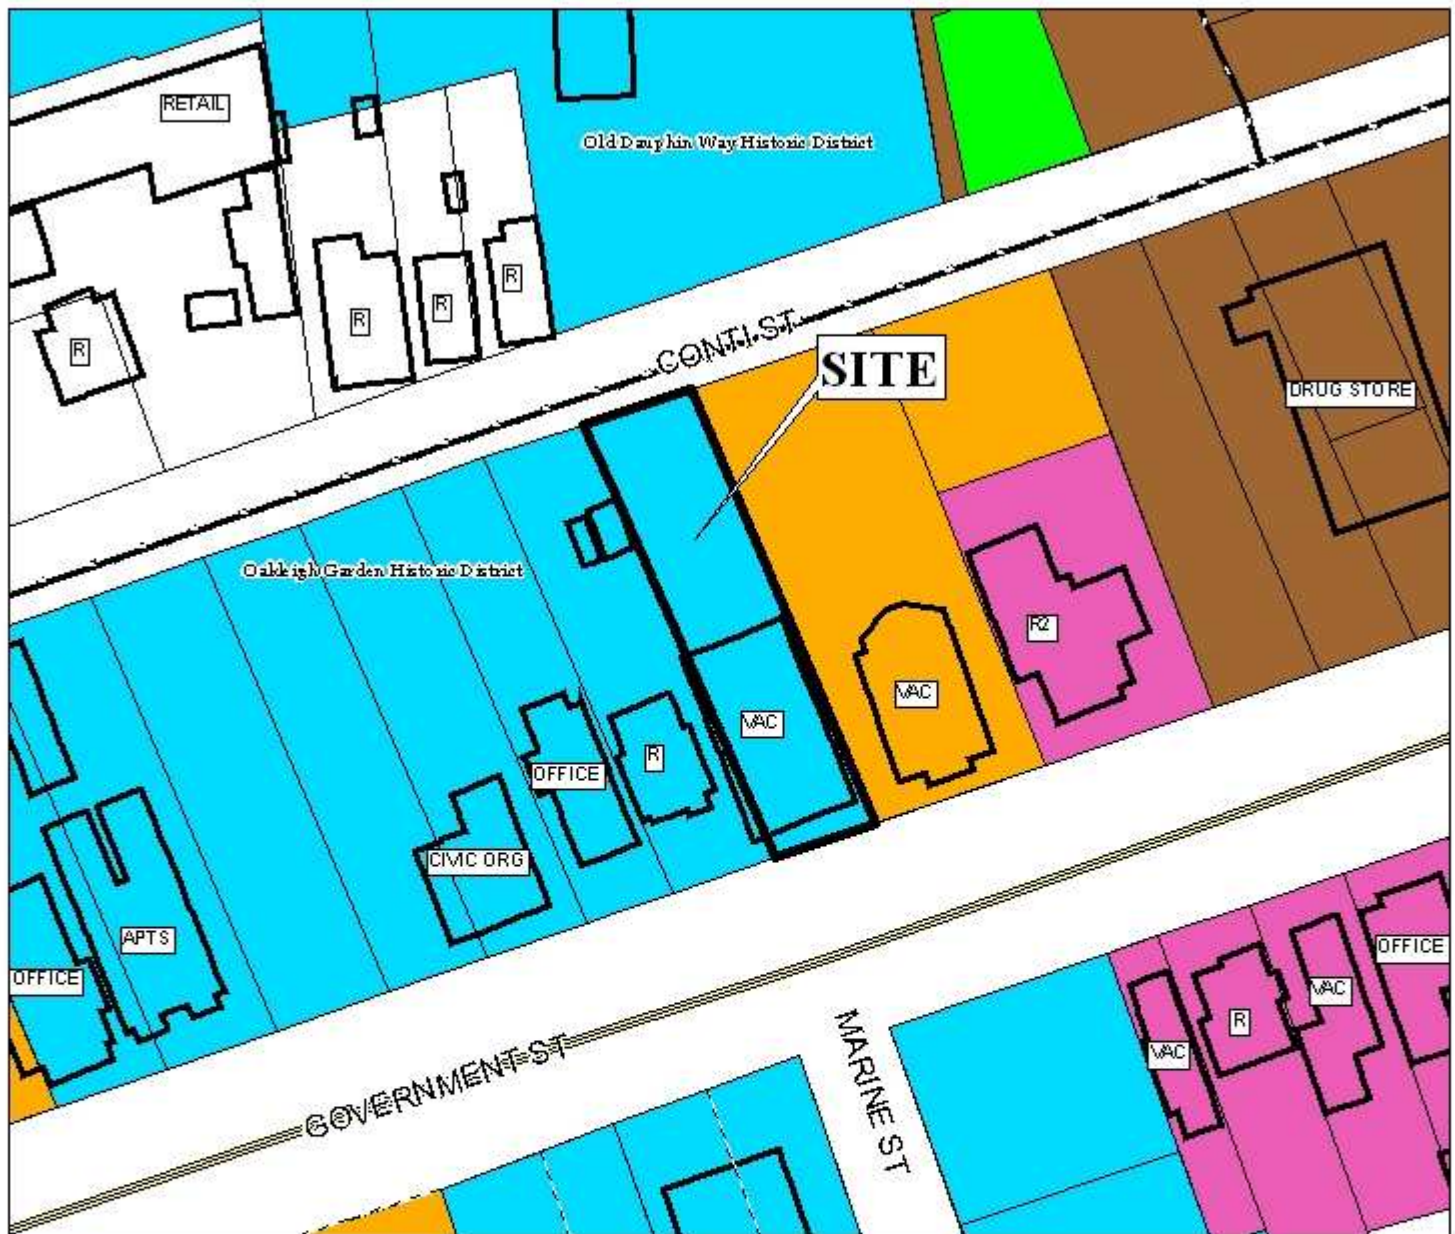 RETAIL
Old Dauphin Way Historic District
R
R
R
R
CONTI ST
SITE
DRUG STORE
Oakleigh Garden Historic District
R2
VAC
VAC
R
OFFICE
CIVIC ORG
APTS
OFFICE
OFFICE
VAC
R
VAC
MARINE ST
GOVERNMENT ST